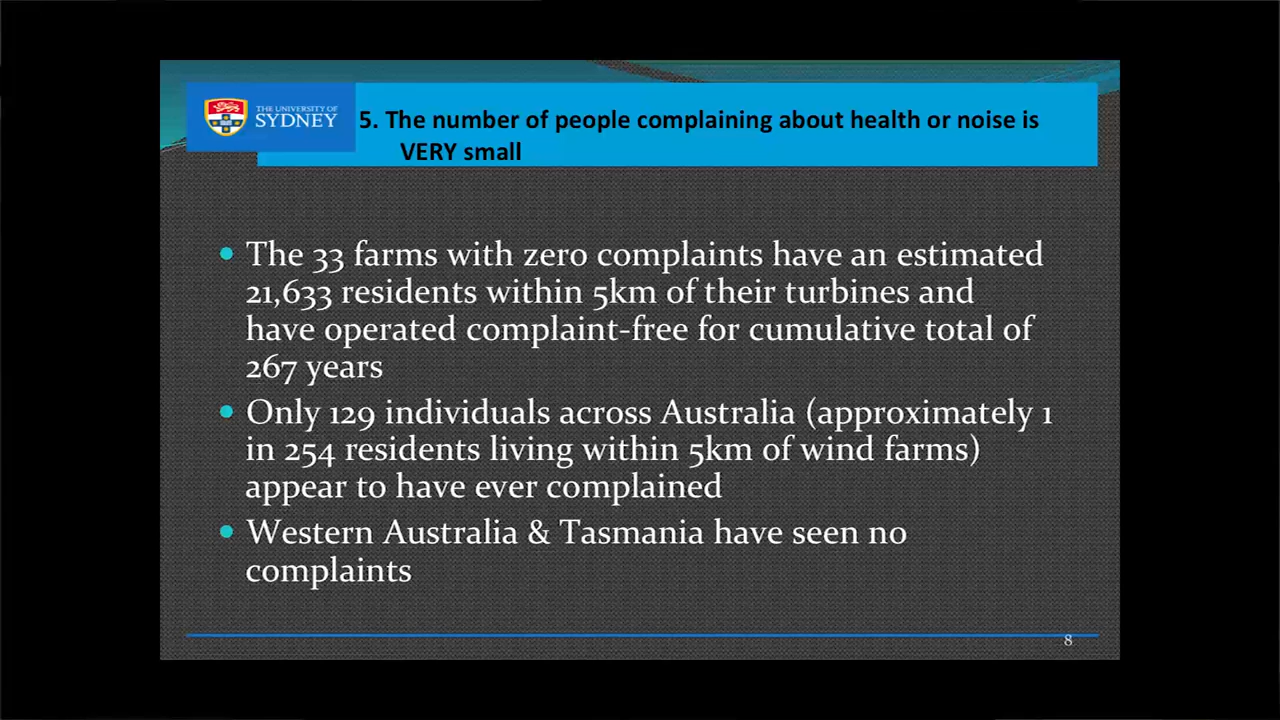 THE UNIVERSITY OF
SYDNEY
5. The number of people complaining about health or noise is
VERY small
• The 33 farms with zero complaints have an estimated
21,633 residents within 5km of their turbines and
have operated complaint-free for cumulative total of
267 years
• Only 129 individuals across Australia (approximately 1
in 254 residents living within 5km of wind farms)
appear to have ever complained
• Western Australia & Tasmania have seen no
complaints
8